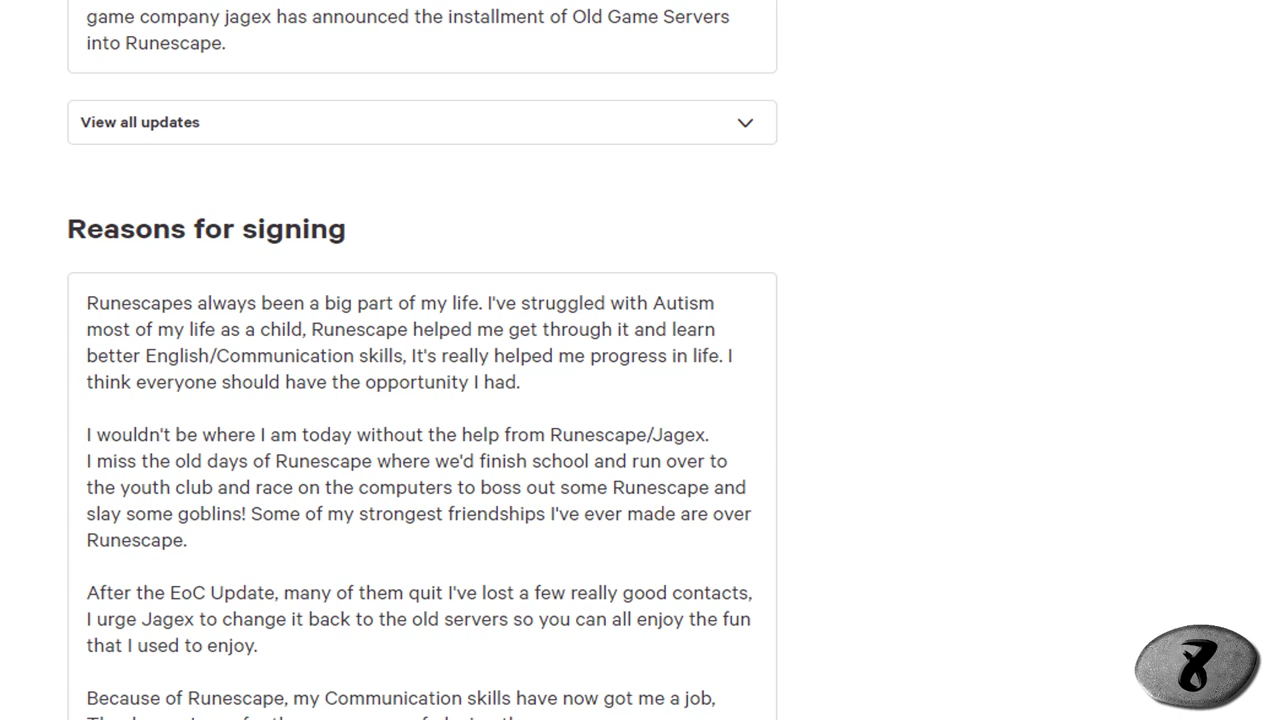 game company jagex has announced the installment of Old Game Servers
into Runescape.
View all updates
Reasons for signing
Runescapes always been a big part of my life. I've struggled with Autism
most of my life as a child, Runescape helped me get through it and learn
better English/Communication skills, It's really helped me progress in life. I
think everyone should have the opportunity I had.
I wouldn't be where I am today without the help from Runescape/Jagex.
I miss the old days of Runescape where we'd finish school and run over to
the youth club and race on the computers to boss out some Runescape and
slay some goblins! Some of my strongest friendships I've ever made are over
Runescape.
After the EoC Update, many of them quit I've lost a few really good contacts,
I urge Jagex to change it back to the old servers so you can all enjoy the fun
that I used to enjoy.
Because of Runescape, my Communication skills have now got me a job,